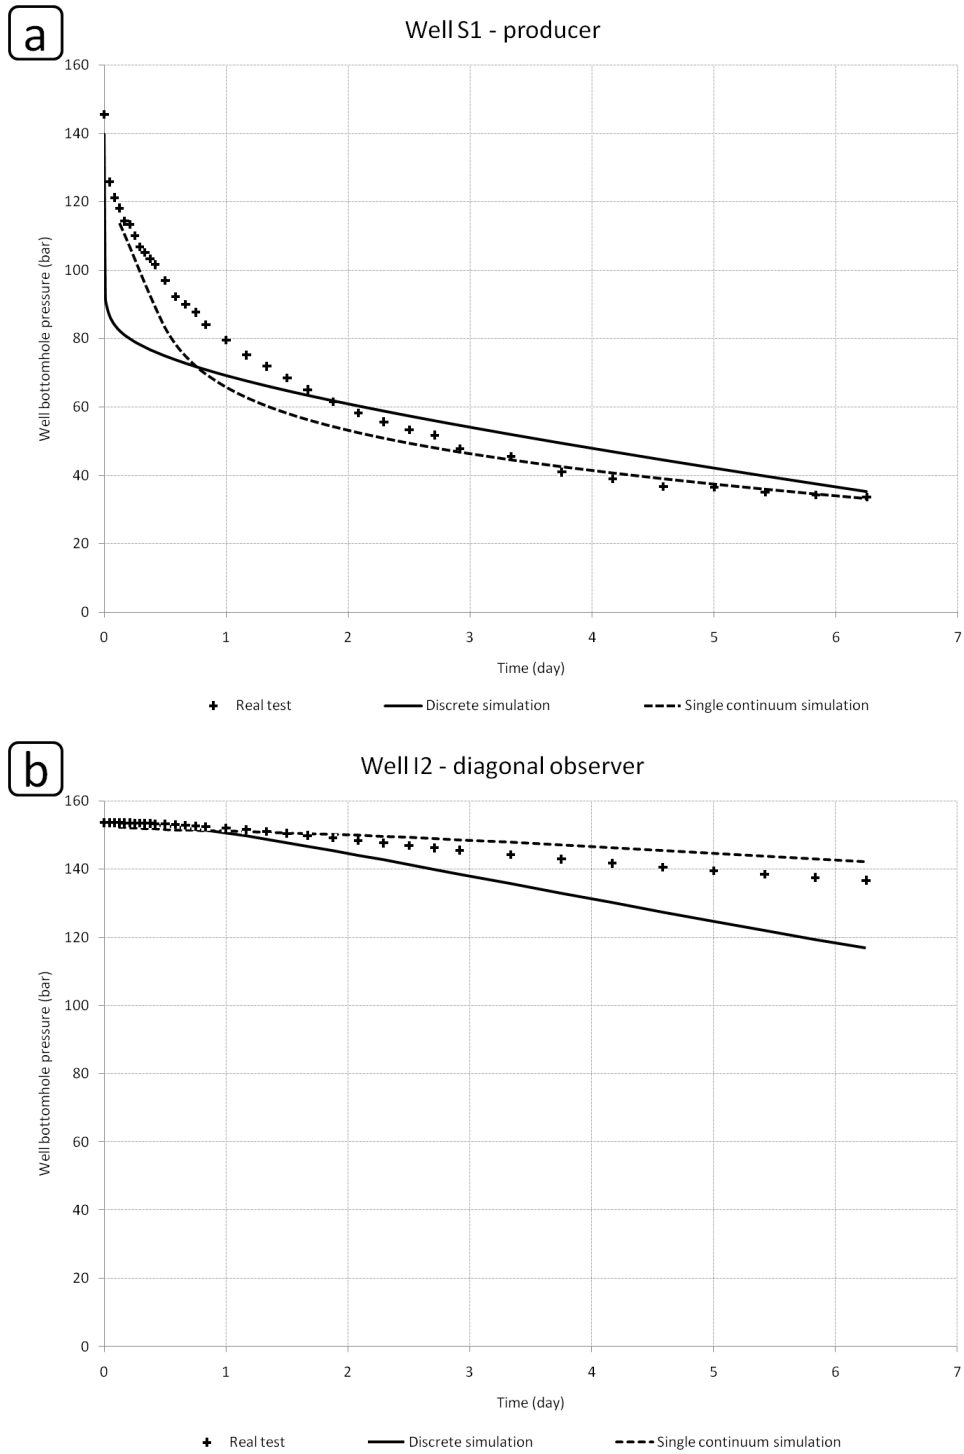 a
Well S1 - producer
160
140
120
100
80
60
40
20
0
Well bottomhole pressure (bar)
0 1 2 3 4 5 6 7
Time (day)
Real test Discrete simulation Single continuum simulation
b
Well I2 - diagonal observer
160
140
120
100
80
60
40
20
0
Well bottomhole pressure (bar)
0 1 2 3 4 5 6 7
Time (day)
Real test Discrete simulation Single continuum simulation